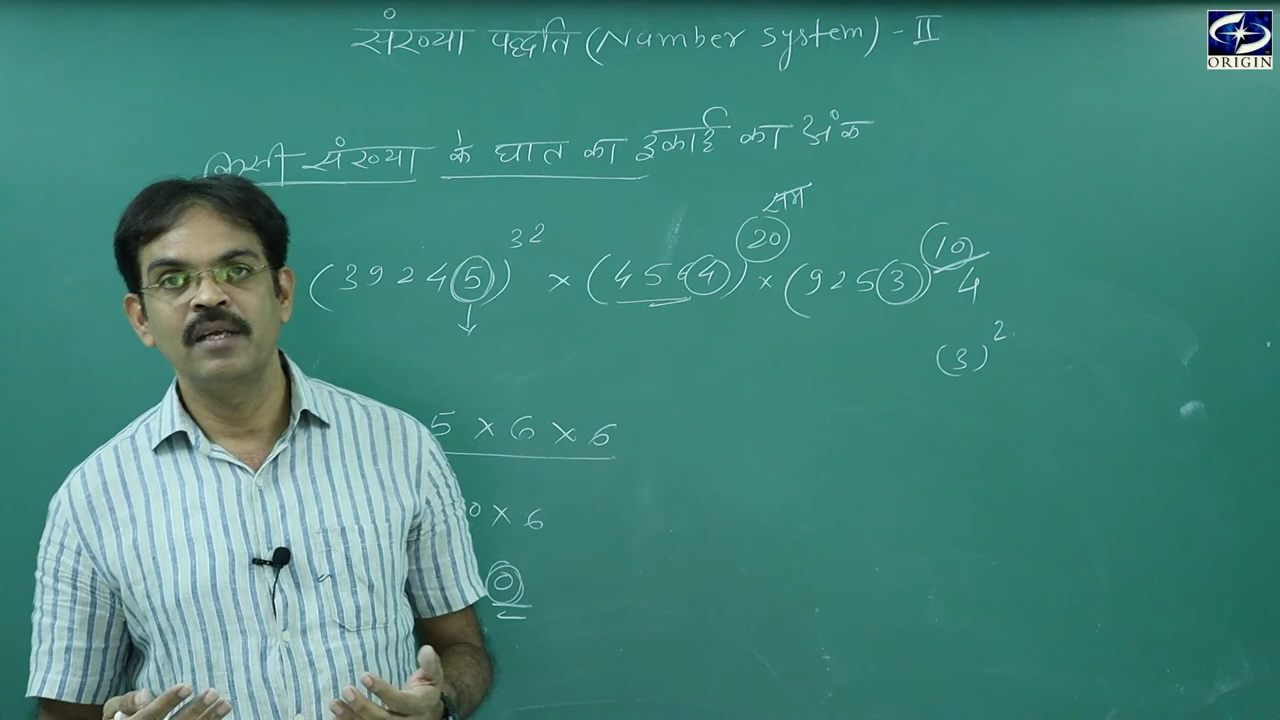 संख्या पद्धति (Number system) - II
ORIGIN
किसी संख्या के घात का इकाई का अंक
सम
(39245)³² × (4564)²⁰ × (9253)¹⁰
4
(3)²
5 × 6 × 6
0 × 6
0